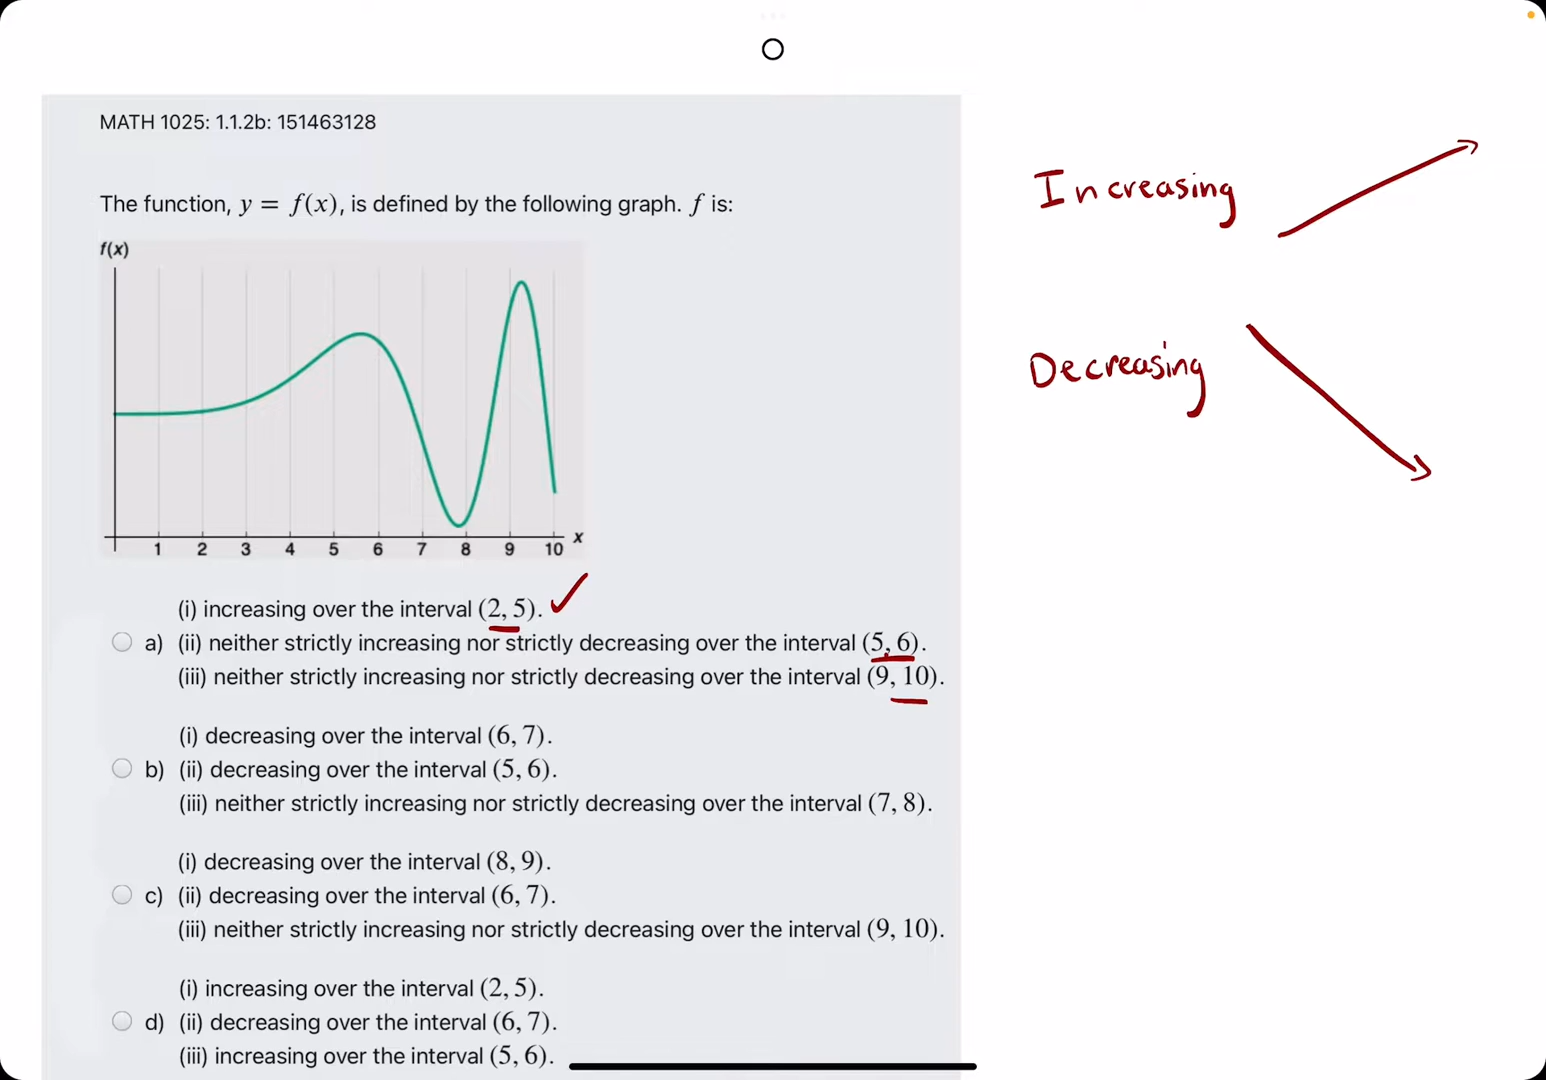 MATH 1025: 1.1.2b: 151463128
The function, y = f(x), is defined by the following graph. f is:
f(x)
x
1 2 3 4 5 6 7 8 9 10
(i) increasing over the interval (2, 5).
a) (ii) neither strictly increasing nor strictly decreasing over the interval (5, 6).
(iii) neither strictly increasing nor strictly decreasing over the interval (9, 10).
(i) decreasing over the interval (6, 7).
b) (ii) decreasing over the interval (5, 6).
(iii) neither strictly increasing nor strictly decreasing over the interval (7, 8).
(i) decreasing over the interval (8, 9).
c) (ii) decreasing over the interval (6, 7).
(iii) neither strictly increasing nor strictly decreasing over the interval (9, 10).
(i) increasing over the interval (2, 5).
d) (ii) decreasing over the interval (6, 7).
(iii) increasing over the interval (5, 6).
Increasing
Decreasing